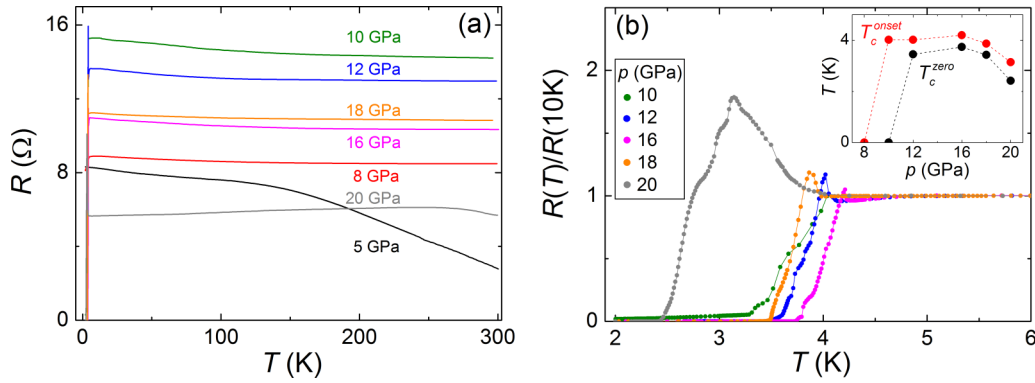 (a)
16
8
0
R (Ω)
10 GPa
12 GPa
18 GPa
16 GPa
8 GPa
20 GPa
5 GPa
0
100
200
300
T (K)
(b)
2
1
0
R(T)/R(10K)
p (GPa)
10
12
16
18
20
T_c^onset
T_c^zero
4
0
T (K)
8
12
16
20
p (GPa)
2
3
4
5
6
T (K)